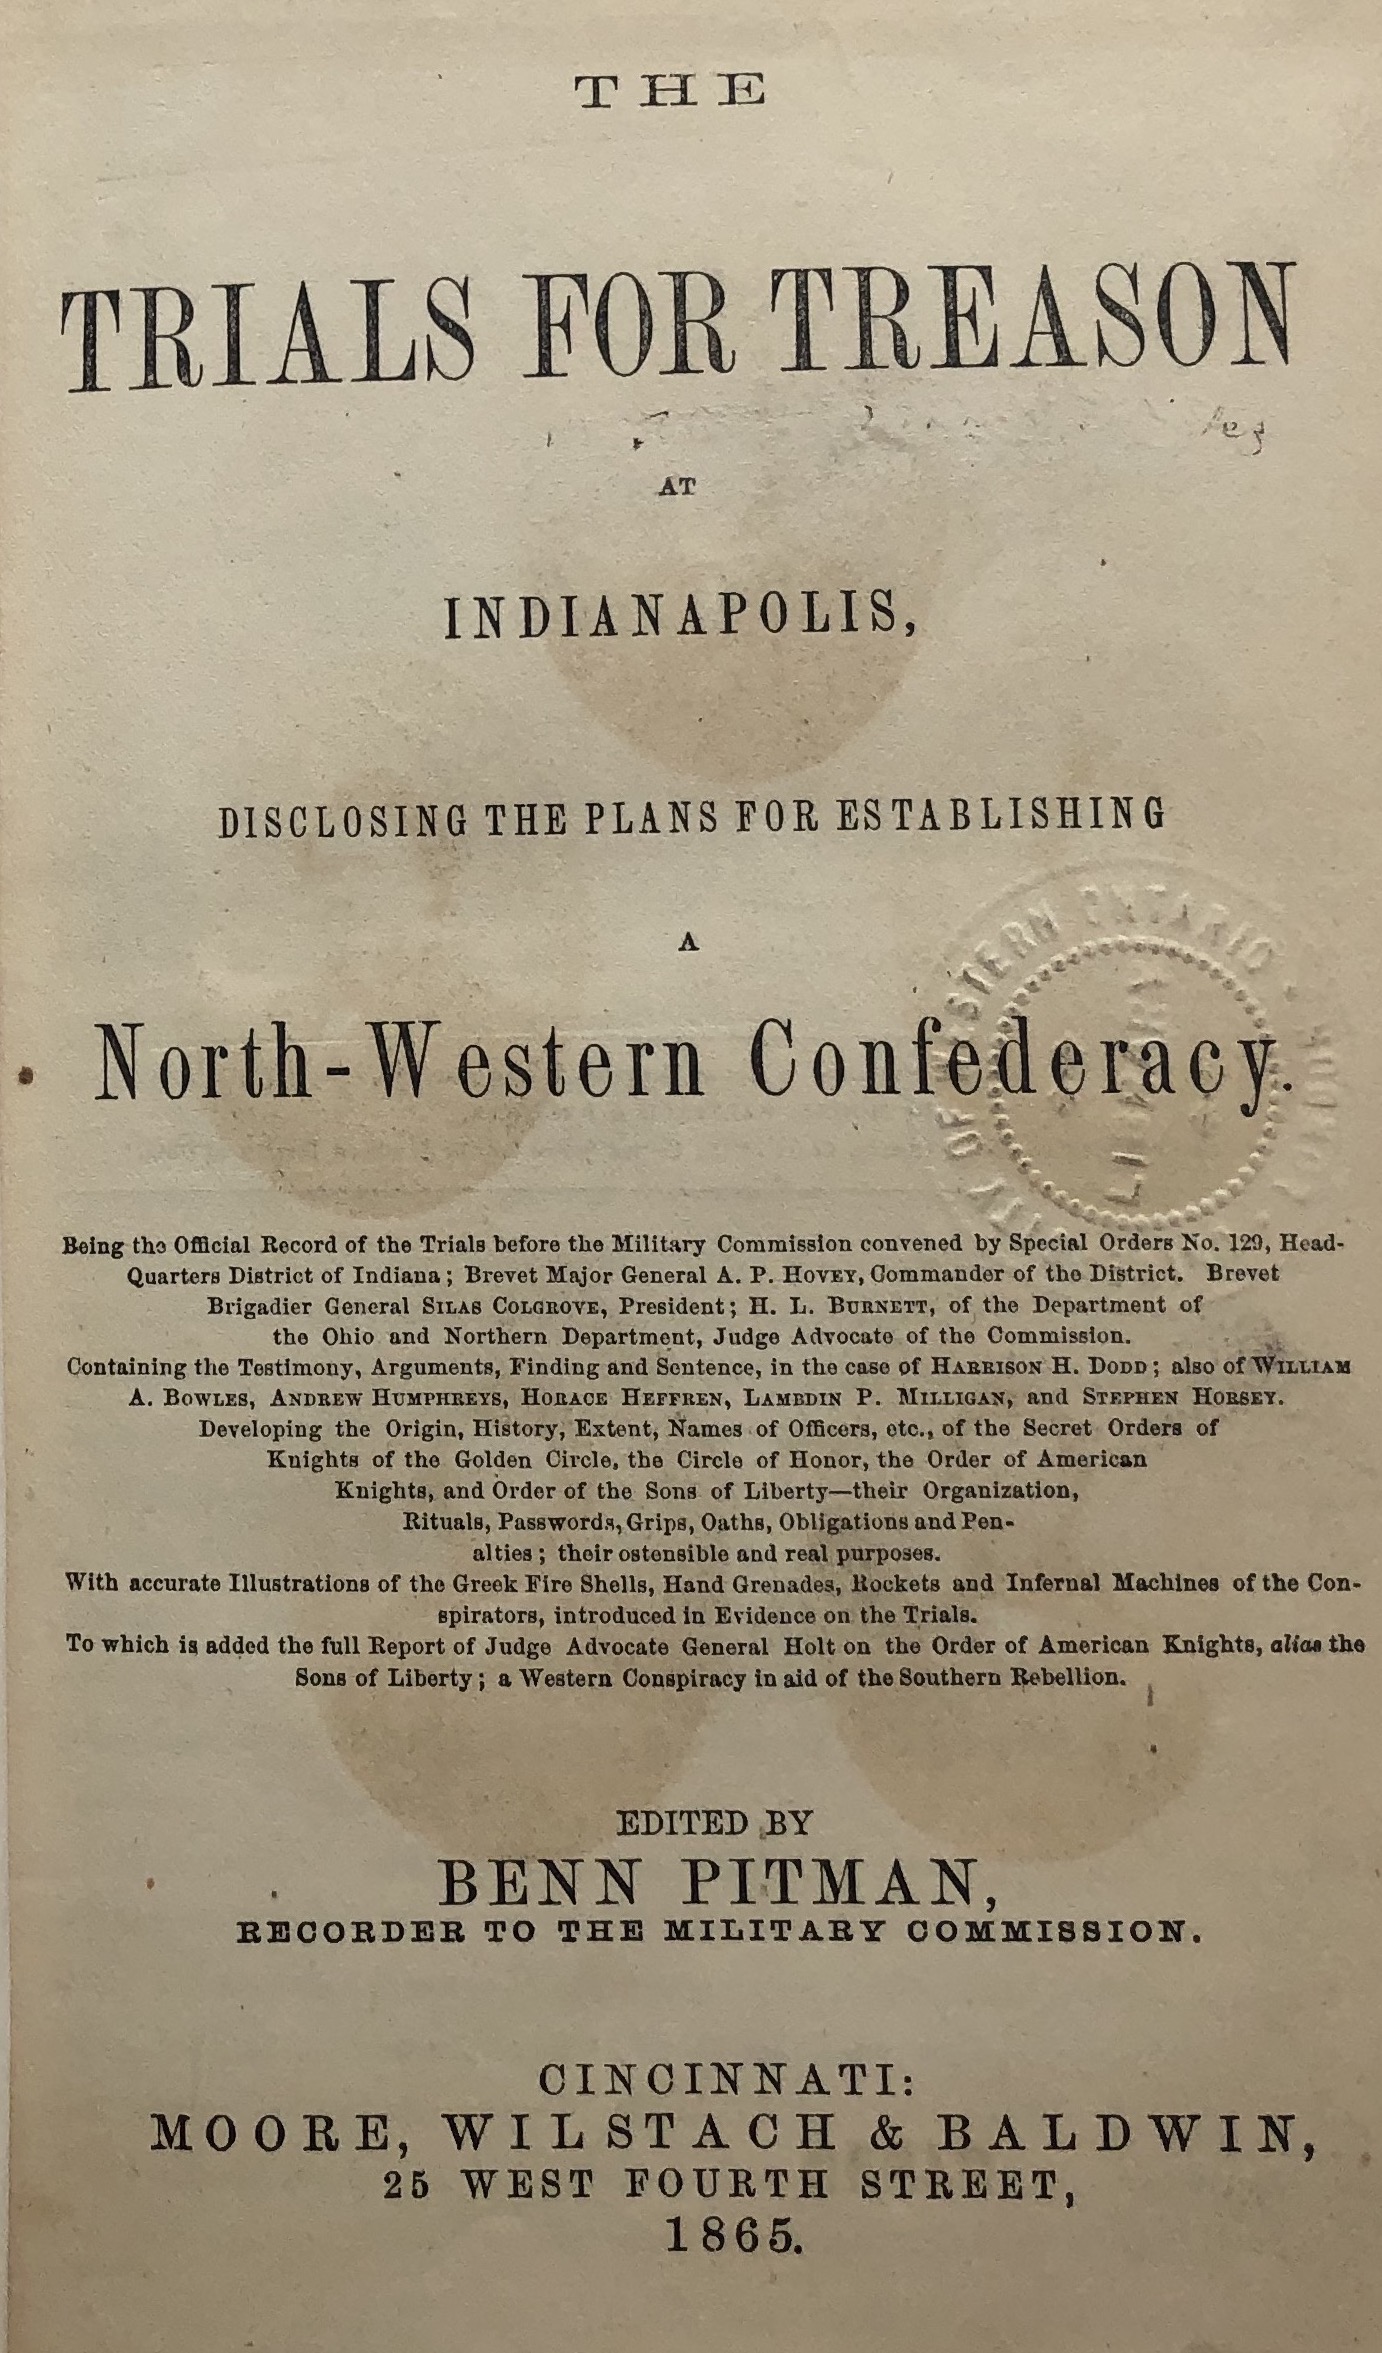 THE
TRIALS FOR TREASON
AT
INDIANAPOLIS,
DISCLOSING THE PLANS FOR ESTABLISHING
A
North-Western Confederacy.
OF WESTERN ONTARIO
LIBRARY
Being the Official Record of the Trials before the Military Commission convened by Special Orders No. 129, Head-
Quarters District of Indiana; Brevet Major General A. P. HOVEY, Commander of the District. Brevet
Brigadier General SILAS COLGROVE, President; H. L. BURNETT, of the Department of
the Ohio and Northern Department, Judge Advocate of the Commission.
Containing the Testimony, Arguments, Finding and Sentence, in the case of HARRISON H. DODD; also of WILLIAM
A. BOWLES, ANDREW HUMPHREYS, HORACE HEFFREN, LAMBDIN P. MILLIGAN, and STEPHEN HORSEY.
Developing the Origin, History, Extent, Names of Officers, etc., of the Secret Orders of
Knights of the Golden Circle, the Circle of Honor, the Order of American
Knights, and Order of the Sons of Liberty—their Organization,
Rituals, Passwords, Grips, Oaths, Obligations and Pen-
alties; their ostensible and real purposes.
With accurate Illustrations of the Greek Fire Shells, Hand Grenades, Rockets and Infernal Machines of the Con-
spirators, introduced in Evidence on the Trials.
To which is added the full Report of Judge Advocate General Holt on the Order of American Knights, alias the
Sons of Liberty; a Western Conspiracy in aid of the Southern Rebellion.
EDITED BY
BENN PITMAN,
RECORDER TO THE MILITARY COMMISSION.
CINCINNATI:
MOORE, WILSTACH & BALDWIN,
25 WEST FOURTH STREET,
1865.